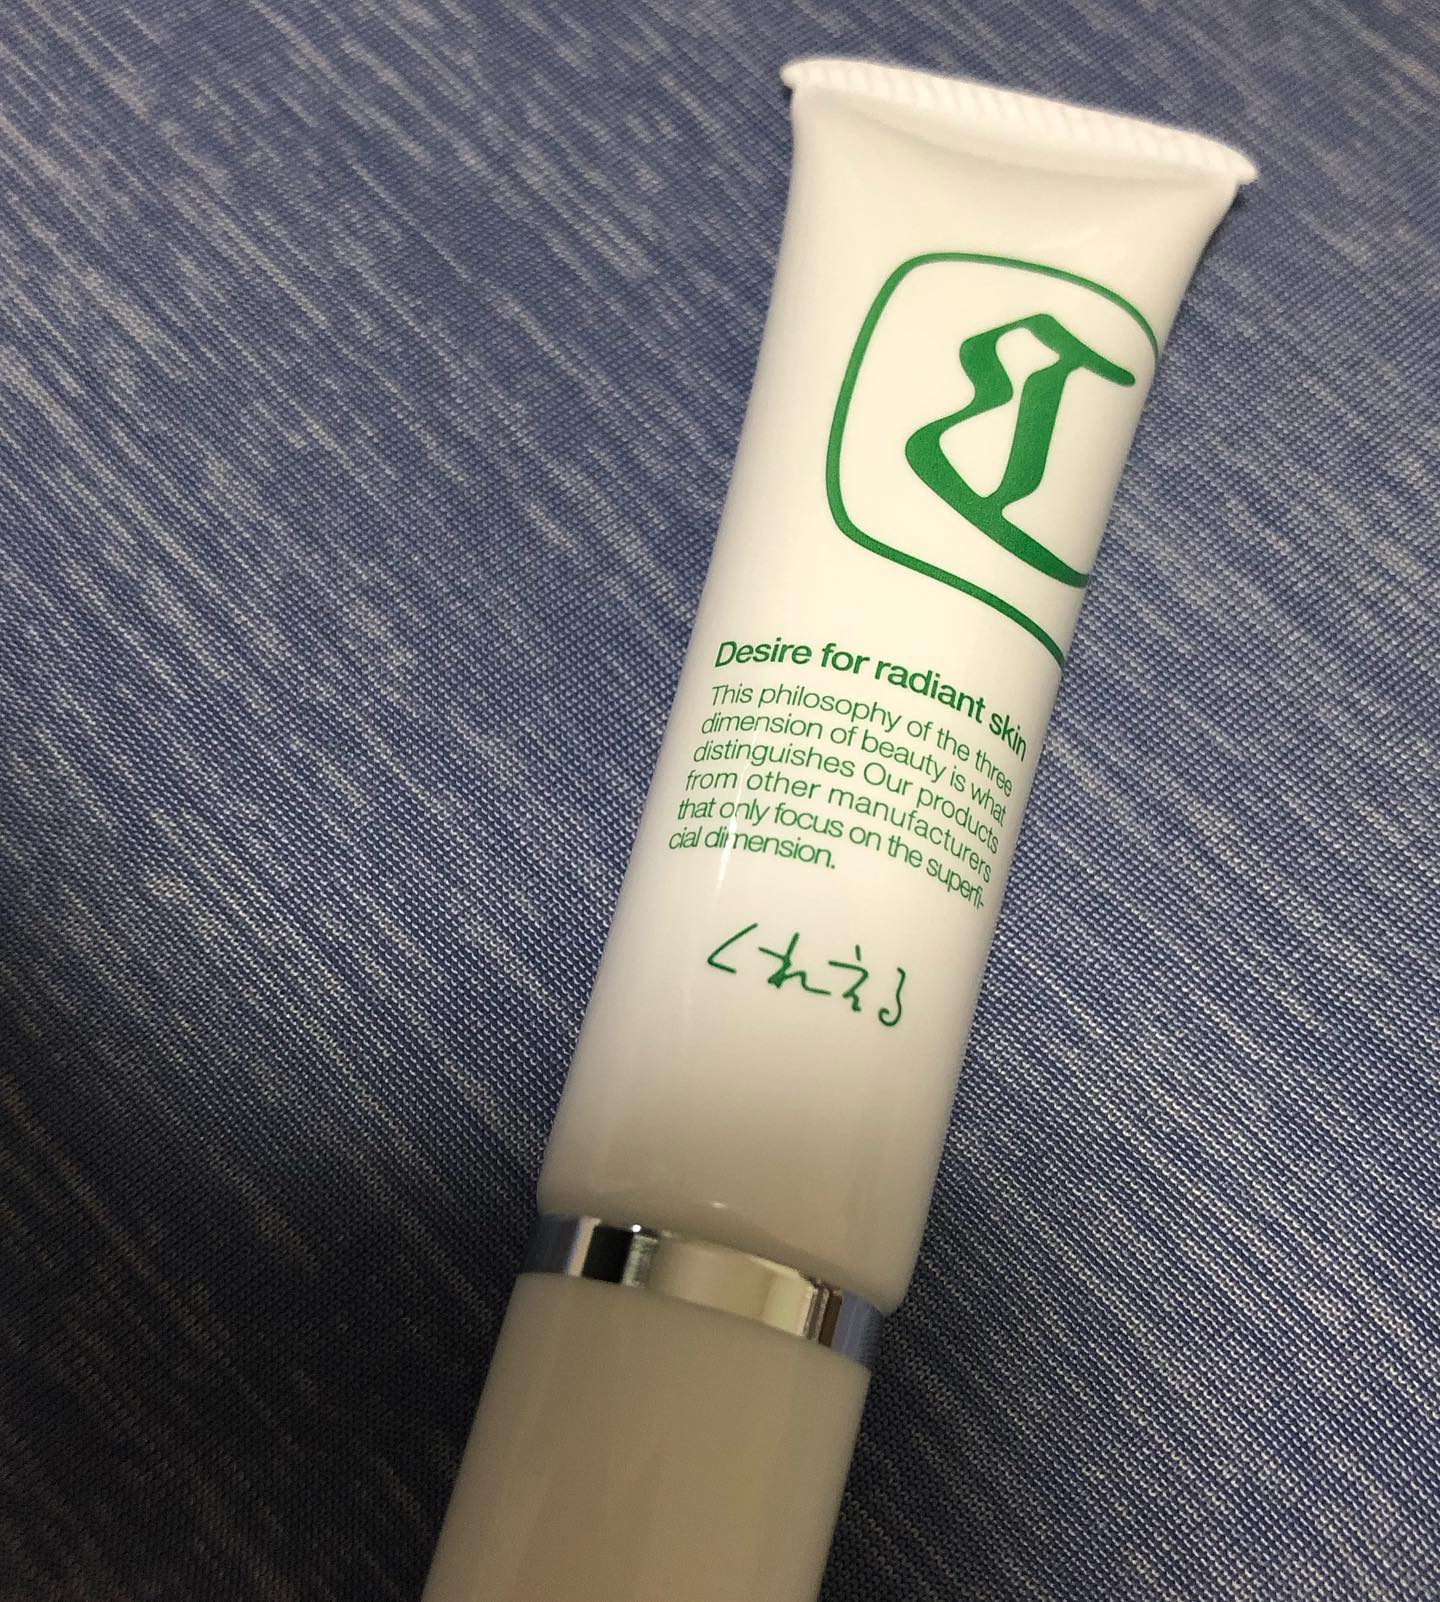 Desire for radiant skin
This philosophy of the three
dimension of beauty is what
distinguishes Our products
from other manufacturers
that only focus on the superfi-
cial dimension.
くれえる